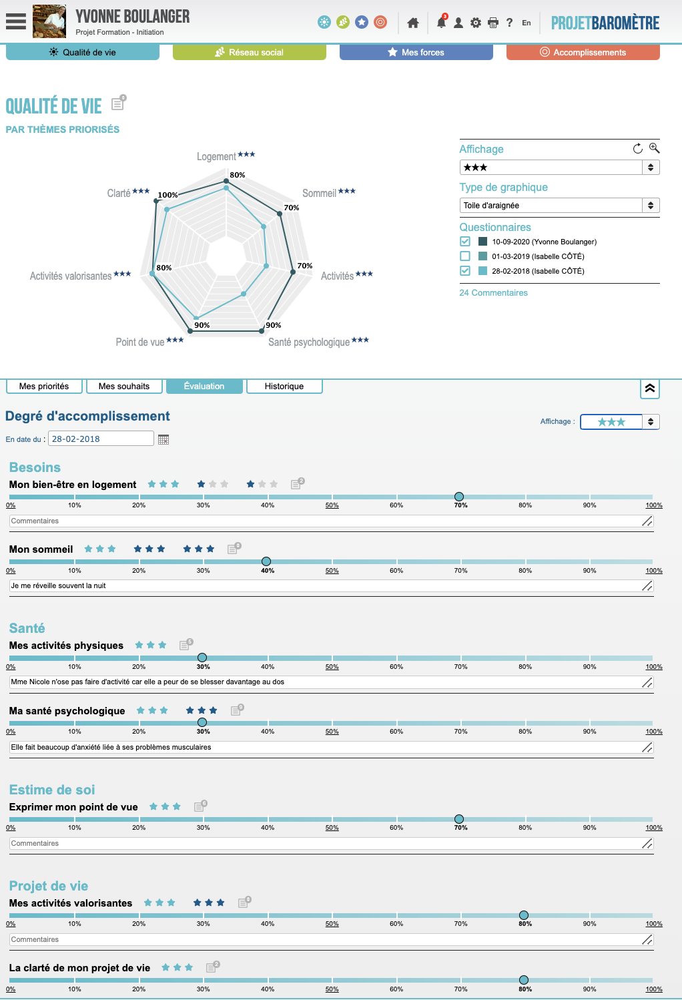 YVONNE BOULANGER
Projet Formation - Initiation
3
?
En
PROJETBAROMÈTRE
Qualité de vie
Réseau social
Mes forces
Accomplissements
QUALITÉ DE VIE
PAR THÈMES PRIORISÉS
Logement
80%
Clarté
100%
Sommeil
70%
Activités valorisantes
80%
70%
Activités
90%
90%
Point de vue
Santé psychologique
Affichage
Type de graphique
Toile d'araignée
Questionnaires
10-09-2020 (Yvonne Boulanger)
01-03-2019 (Isabelle CÔTÉ)
28-02-2018 (Isabelle CÔTÉ)
24 Commentaires
Mes priorités
Mes souhaits
Évaluation
Historique
Degré d'accomplissement
Affichage :
En date du : 28-02-2018
Besoins
Mon bien-être en logement 2
0% 10% 20% 30% 40% 50% 60% 70% 80% 90% 100%
Commentaires
Mon sommeil
0% 10% 20% 30% 40% 50% 60% 70% 80% 90% 100%
Je me réveille souvent la nuit
Santé
Mes activités physiques 5
0% 10% 20% 30% 40% 50% 60% 70% 80% 90% 100%
Mme Nicole n'ose pas faire d'activité car elle a peur de se blesser davantage au dos
Ma santé psychologique 9
0% 10% 20% 30% 40% 50% 60% 70% 80% 90% 100%
Elle fait beaucoup d'anxiété liée à ses problèmes musculaires
Estime de soi
Exprimer mon point de vue
0% 10% 20% 30% 40% 50% 60% 70% 80% 90% 100%
Commentaires
Projet de vie
Mes activités valorisantes
0% 10% 20% 30% 40% 50% 60% 70% 80% 90% 100%
Commentaires
La clarté de mon projet de vie 2
0% 10% 20% 30% 40% 50% 60% 70% 80% 90% 100%